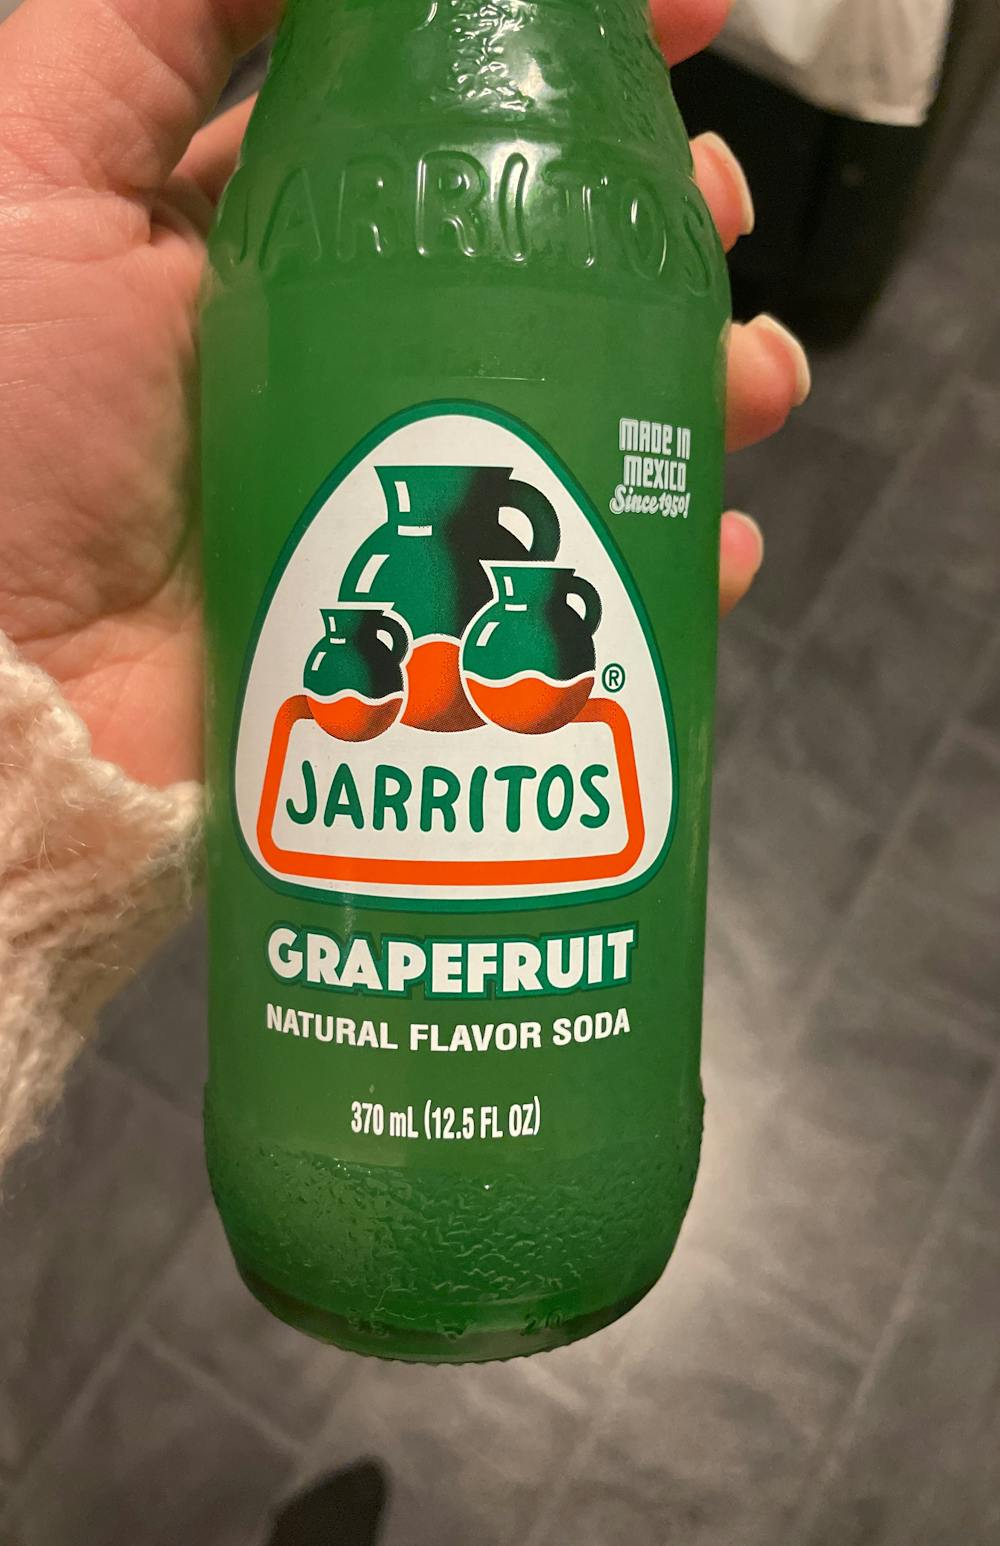 JARRITOS
MADE IN
MEXICO
Since 1950!
®
JARRITOS
GRAPEFRUIT
NATURAL FLAVOR SODA
370 mL (12.5 FL OZ)